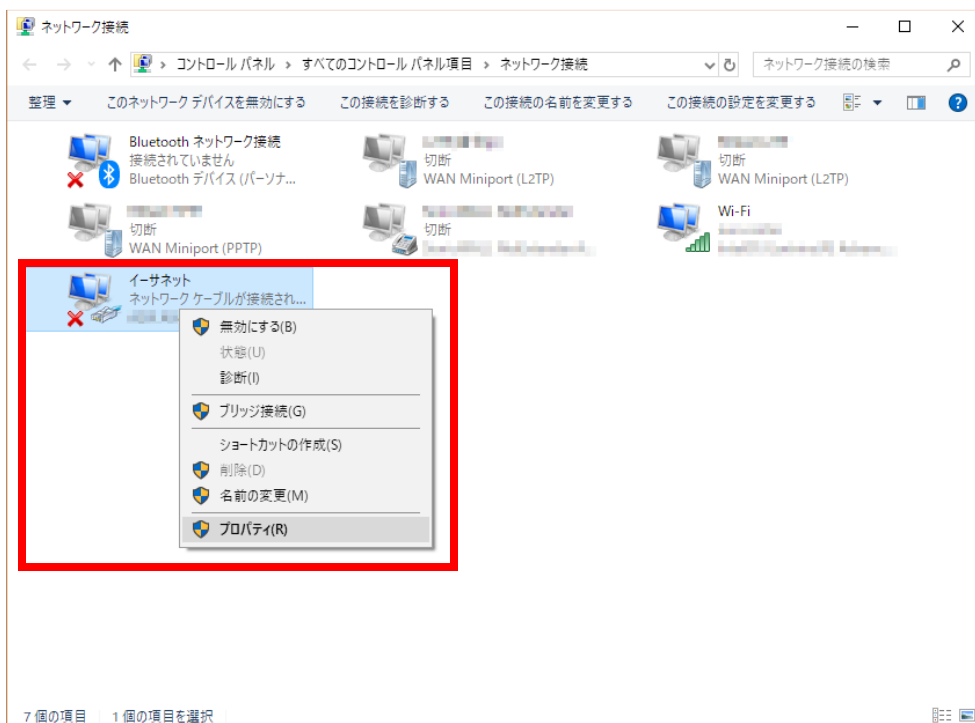 ネットワーク接続
コントロール パネル › すべてのコントロール パネル項目 › ネットワーク接続
ネットワーク接続の検索
整理 このネットワーク デバイスを無効にする この接続を診断する この接続の名前を変更する この接続の設定を変更する
Bluetooth ネットワーク接続
接続されていません
Bluetooth デバイス (パーソナ...
切断
WAN Miniport (L2TP)
切断
WAN Miniport (L2TP)
切断
WAN Miniport (PPTP)
切断
Wi-Fi
イーサネット
ネットワーク ケーブルが接続され...
無効にする(B)
状態(U)
診断(I)
ブリッジ接続(G)
ショートカットの作成(S)
削除(D)
名前の変更(M)
プロパティ(R)
7 個の項目 1 個の項目を選択